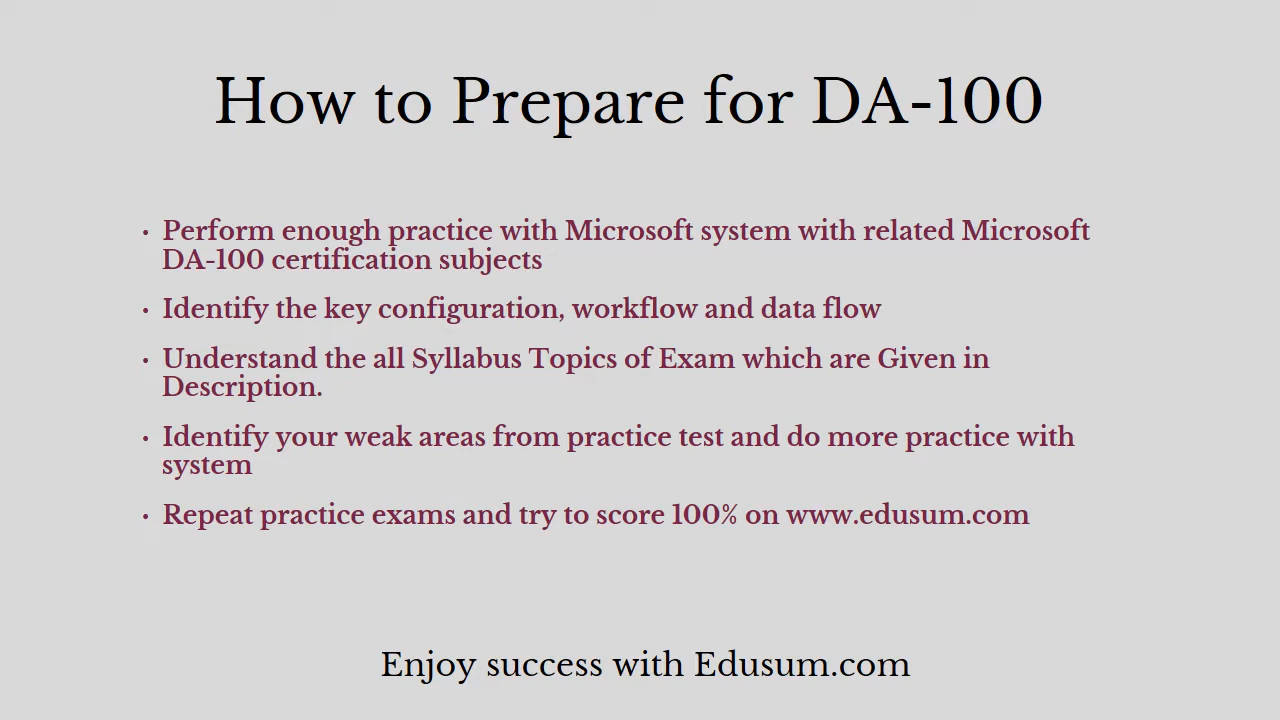 How to Prepare for DA-100
• Perform enough practice with Microsoft system with related Microsoft
DA-100 certification subjects
• Identify the key configuration, workflow and data flow
• Understand the all Syllabus Topics of Exam which are Given in
Description.
• Identify your weak areas from practice test and do more practice with
system
• Repeat practice exams and try to score 100% on www.edusum.com
Enjoy success with Edusum.com